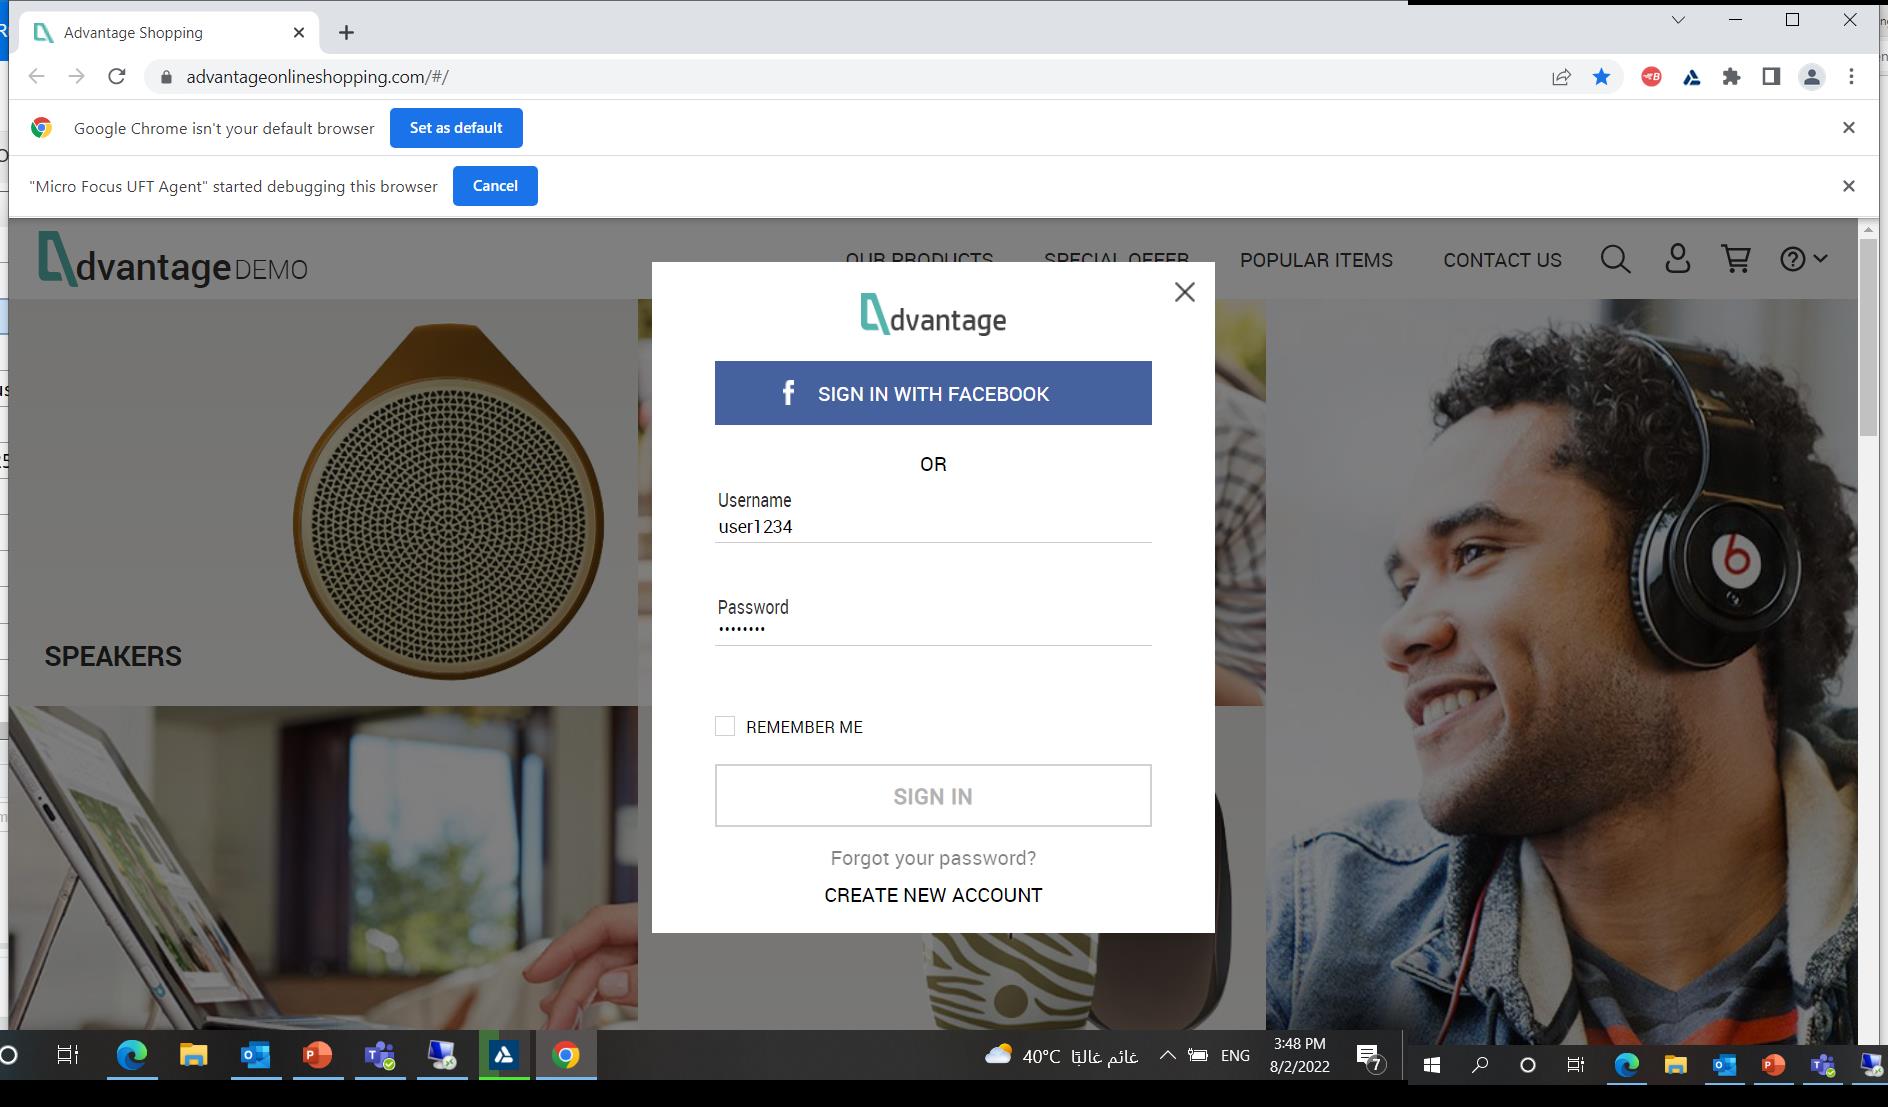 Advantage Shopping
advantageonlineshopping.com/#/
Google Chrome isn't your default browser
Set as default
"Micro Focus UFT Agent" started debugging this browser
Cancel
dvantage DEMO
OUR PRODUCTS
SPECIAL OFFER
POPULAR ITEMS
CONTACT US
dvantage
SIGN IN WITH FACEBOOK
OR
Username
user1234
Password
••••••••
SPEAKERS
REMEMBER ME
SIGN IN
Forgot your password?
CREATE NEW ACCOUNT
40°C غائم غالبًا
ENG
3:48 PM
8/2/2022
7